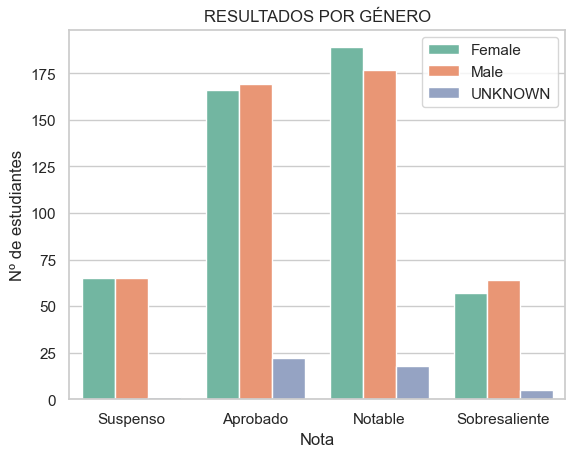 RESULTADOS POR GÉNERO
Female
Male
UNKNOWN
175
150
125
100
75
50
25
0
Nº de estudiantes
Suspenso
Aprobado
Notable
Sobresaliente
Nota